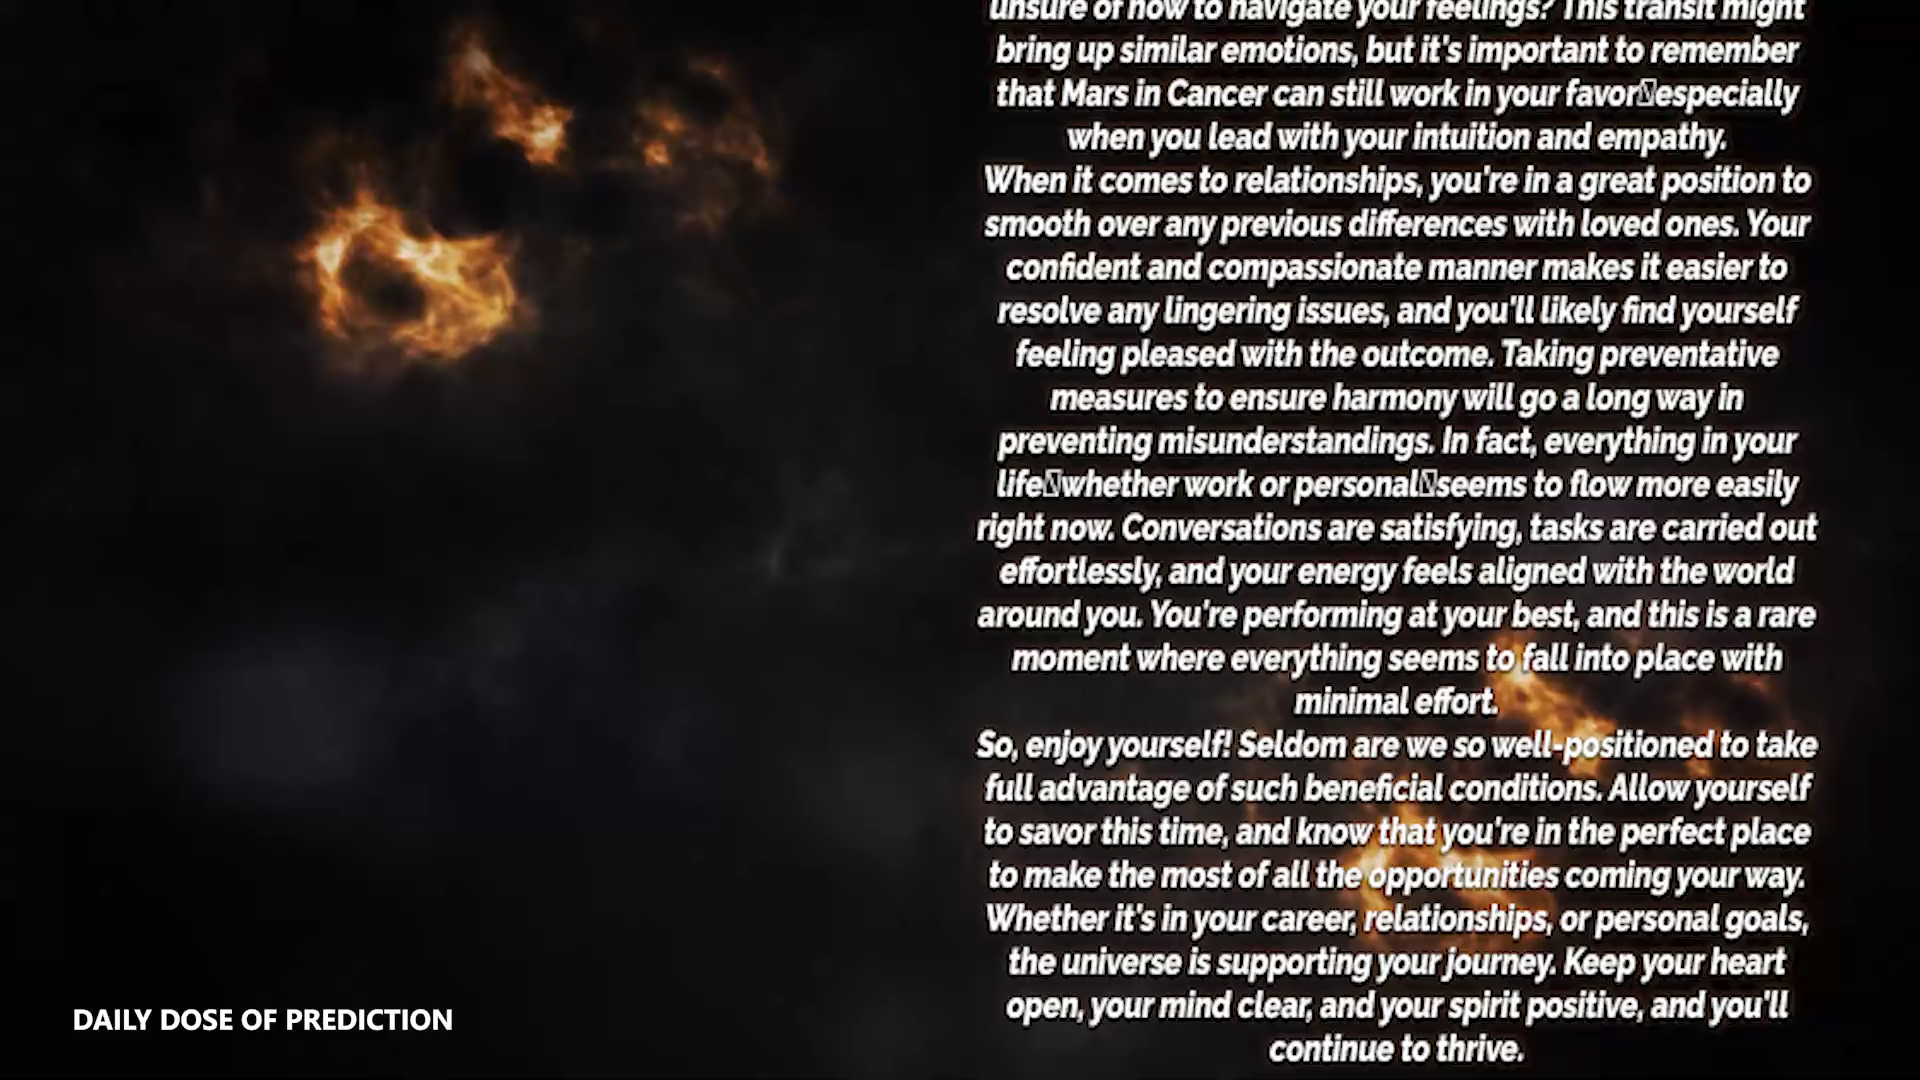 unsure of how to navigate your feelings? This transit might
bring up similar emotions, but it's important to remember
that Mars in Cancer can still work in your favor▯especially
when you lead with your intuition and empathy.
When it comes to relationships, you're in a great position to
smooth over any previous differences with loved ones. Your
confident and compassionate manner makes it easier to
resolve any lingering issues, and you'll likely find yourself
feeling pleased with the outcome. Taking preventative
measures to ensure harmony will go a long way in
preventing misunderstandings. In fact, everything in your
life▯whether work or personal▯seems to flow more easily
right now. Conversations are satisfying, tasks are carried out
effortlessly, and your energy feels aligned with the world
around you. You're performing at your best, and this is a rare
moment where everything seems to fall into place with
minimal effort.
So, enjoy yourself! Seldom are we so well-positioned to take
full advantage of such beneficial conditions. Allow yourself
to savor this time, and know that you're in the perfect place
to make the most of all the opportunities coming your way.
Whether it's in your career, relationships, or personal goals,
the universe is supporting your journey. Keep your heart
open, your mind clear, and your spirit positive, and you'll
continue to thrive.
DAILY DOSE OF PREDICTION